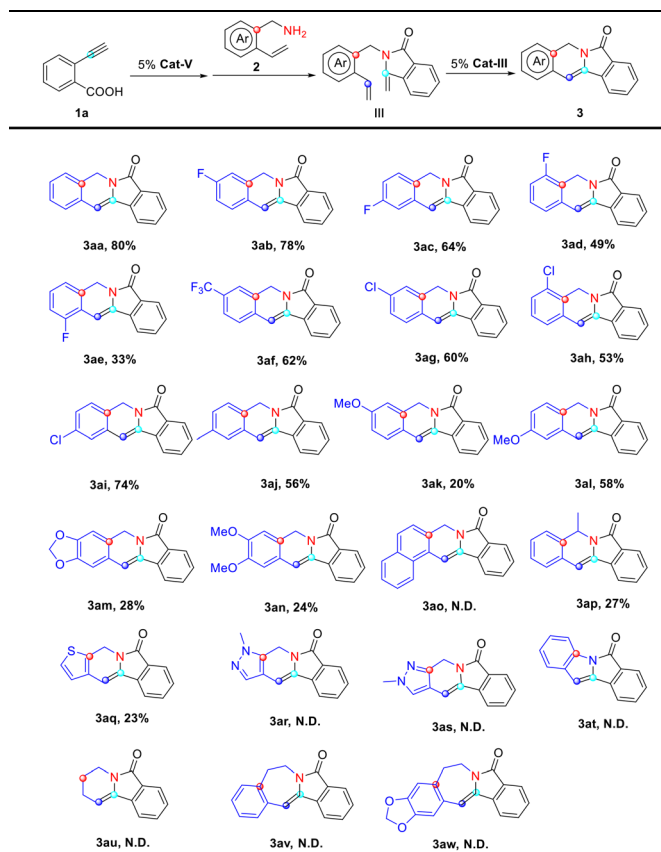 5% Cat-V
Ar
NH2
2
COOH
1a
Ar
N
O
III
5% Cat-III
Ar
N
O
3
N
O
3aa, 80%
F
N
O
3ab, 78%
F
N
O
3ac, 64%
F
N
O
3ad, 49%
F
N
O
3ae, 33%
F3C
N
O
3af, 62%
Cl
N
O
3ag, 60%
Cl
N
O
3ah, 53%
Cl
N
O
3ai, 74%
N
O
3aj, 56%
MeO
N
O
3ak, 20%
MeO
N
O
3al, 58%
O
O
N
O
3am, 28%
MeO
MeO
N
O
3an, 24%
N
O
3ao, N.D.
N
O
3ap, 27%
S
N
O
3aq, 23%
N
N
N
O
3ar, N.D.
N
N
N
O
3as, N.D.
N
O
3at, N.D.
N
O
3au, N.D.
N
O
3av, N.D.
O
O
N
O
3aw, N.D.